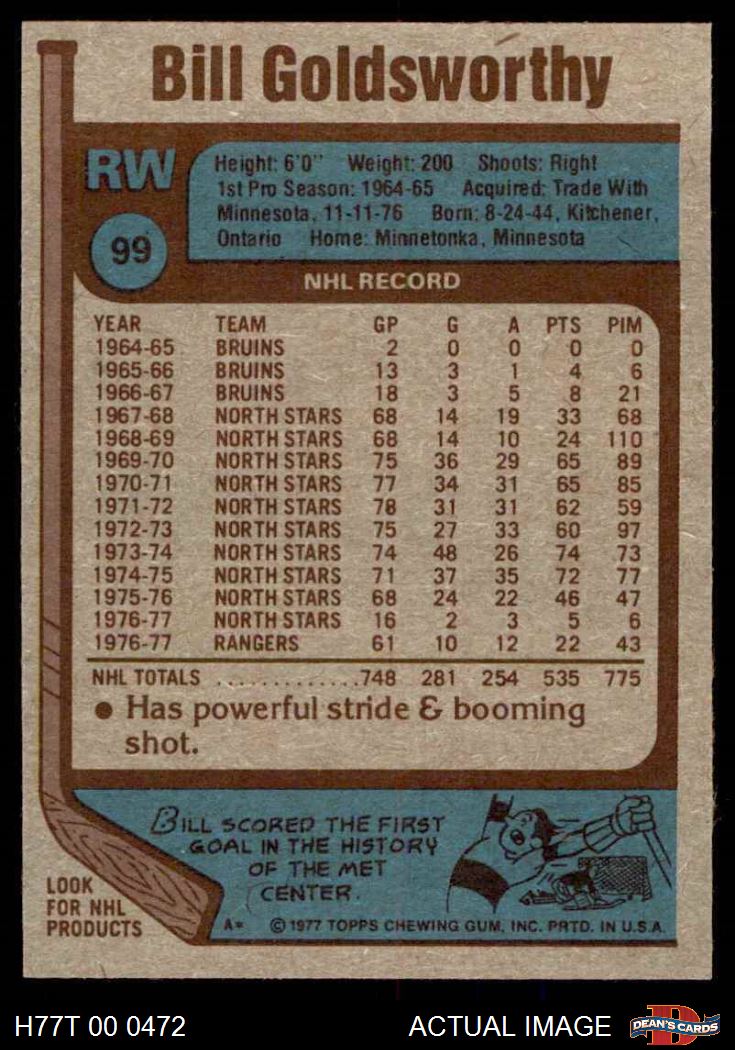 Bill Goldsworthy
RW
99
Height: 6'0" Weight: 200 Shoots: Right
1st Pro Season: 1964-65 Acquired: Trade With
Minnesota, 11-11-76 Born: 8-24-44, Kitchener,
Ontario Home: Minnetonka, Minnesota
NHL RECORD
YEAR TEAM GP G A PTS PIM
1964-65 BRUINS 2 0 0 0 0
1965-66 BRUINS 13 3 1 4 6
1966-67 BRUINS 18 3 5 8 21
1967-68 NORTH STARS 68 14 19 33 68
1968-69 NORTH STARS 68 14 10 24 110
1969-70 NORTH STARS 75 36 29 65 89
1970-71 NORTH STARS 77 34 31 65 85
1971-72 NORTH STARS 78 31 31 62 59
1972-73 NORTH STARS 75 27 33 60 97
1973-74 NORTH STARS 74 48 26 74 73
1974-75 NORTH STARS 71 37 35 72 77
1975-76 NORTH STARS 68 24 22 46 47
1976-77 NORTH STARS 16 2 3 5 6
1976-77 RANGERS 61 10 12 22 43
NHL TOTALS .............748 281 254 535 775
• Has powerful stride & booming
shot.
BILL SCORED THE FIRST
GOAL IN THE HISTORY
OF THE MET
CENTER.
LOOK
FOR NHL
PRODUCTS
A* © 1977 TOPPS CHEWING GUM, INC. PRTD. IN U.S.A.
H77T 00 0472 ACTUAL IMAGE
D
DEAN'S CARDS